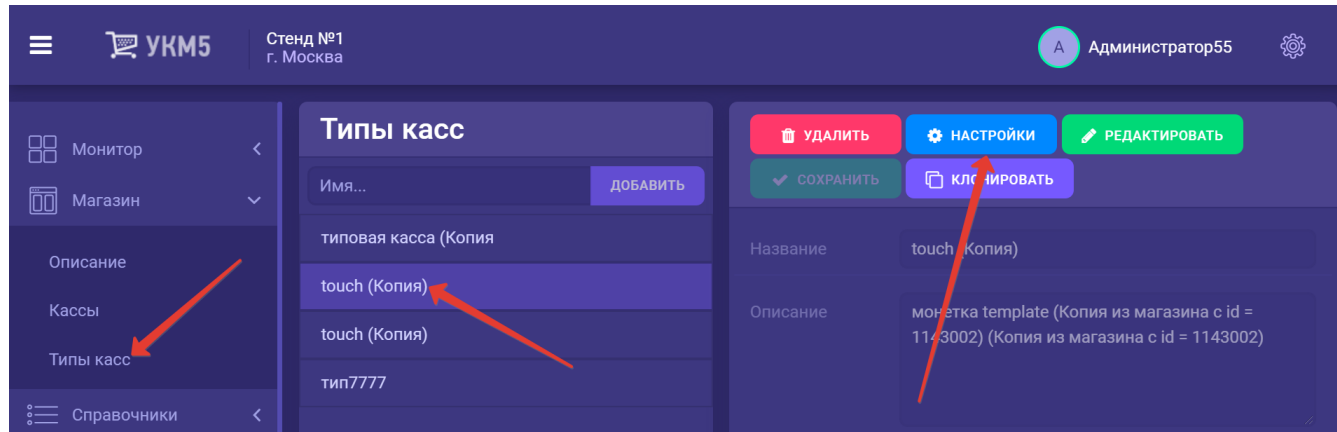 УКМ5
Стенд №1
г. Москва
А
Администратор55
Монитор
Магазин
Описание
Кассы
Типы касс
Справочники
Типы касс
Имя...
ДОБАВИТЬ
типовая касса (Копия
touch (Копия)
touch (Копия)
тип7777
УДАЛИТЬ
НАСТРОЙКИ
РЕДАКТИРОВАТЬ
СОХРАНИТЬ
КЛОНИРОВАТЬ
Название
touch (Копия)
Описание
монетка template (Копия из магазина с id =
1143002) (Копия из магазина с id = 1143002)